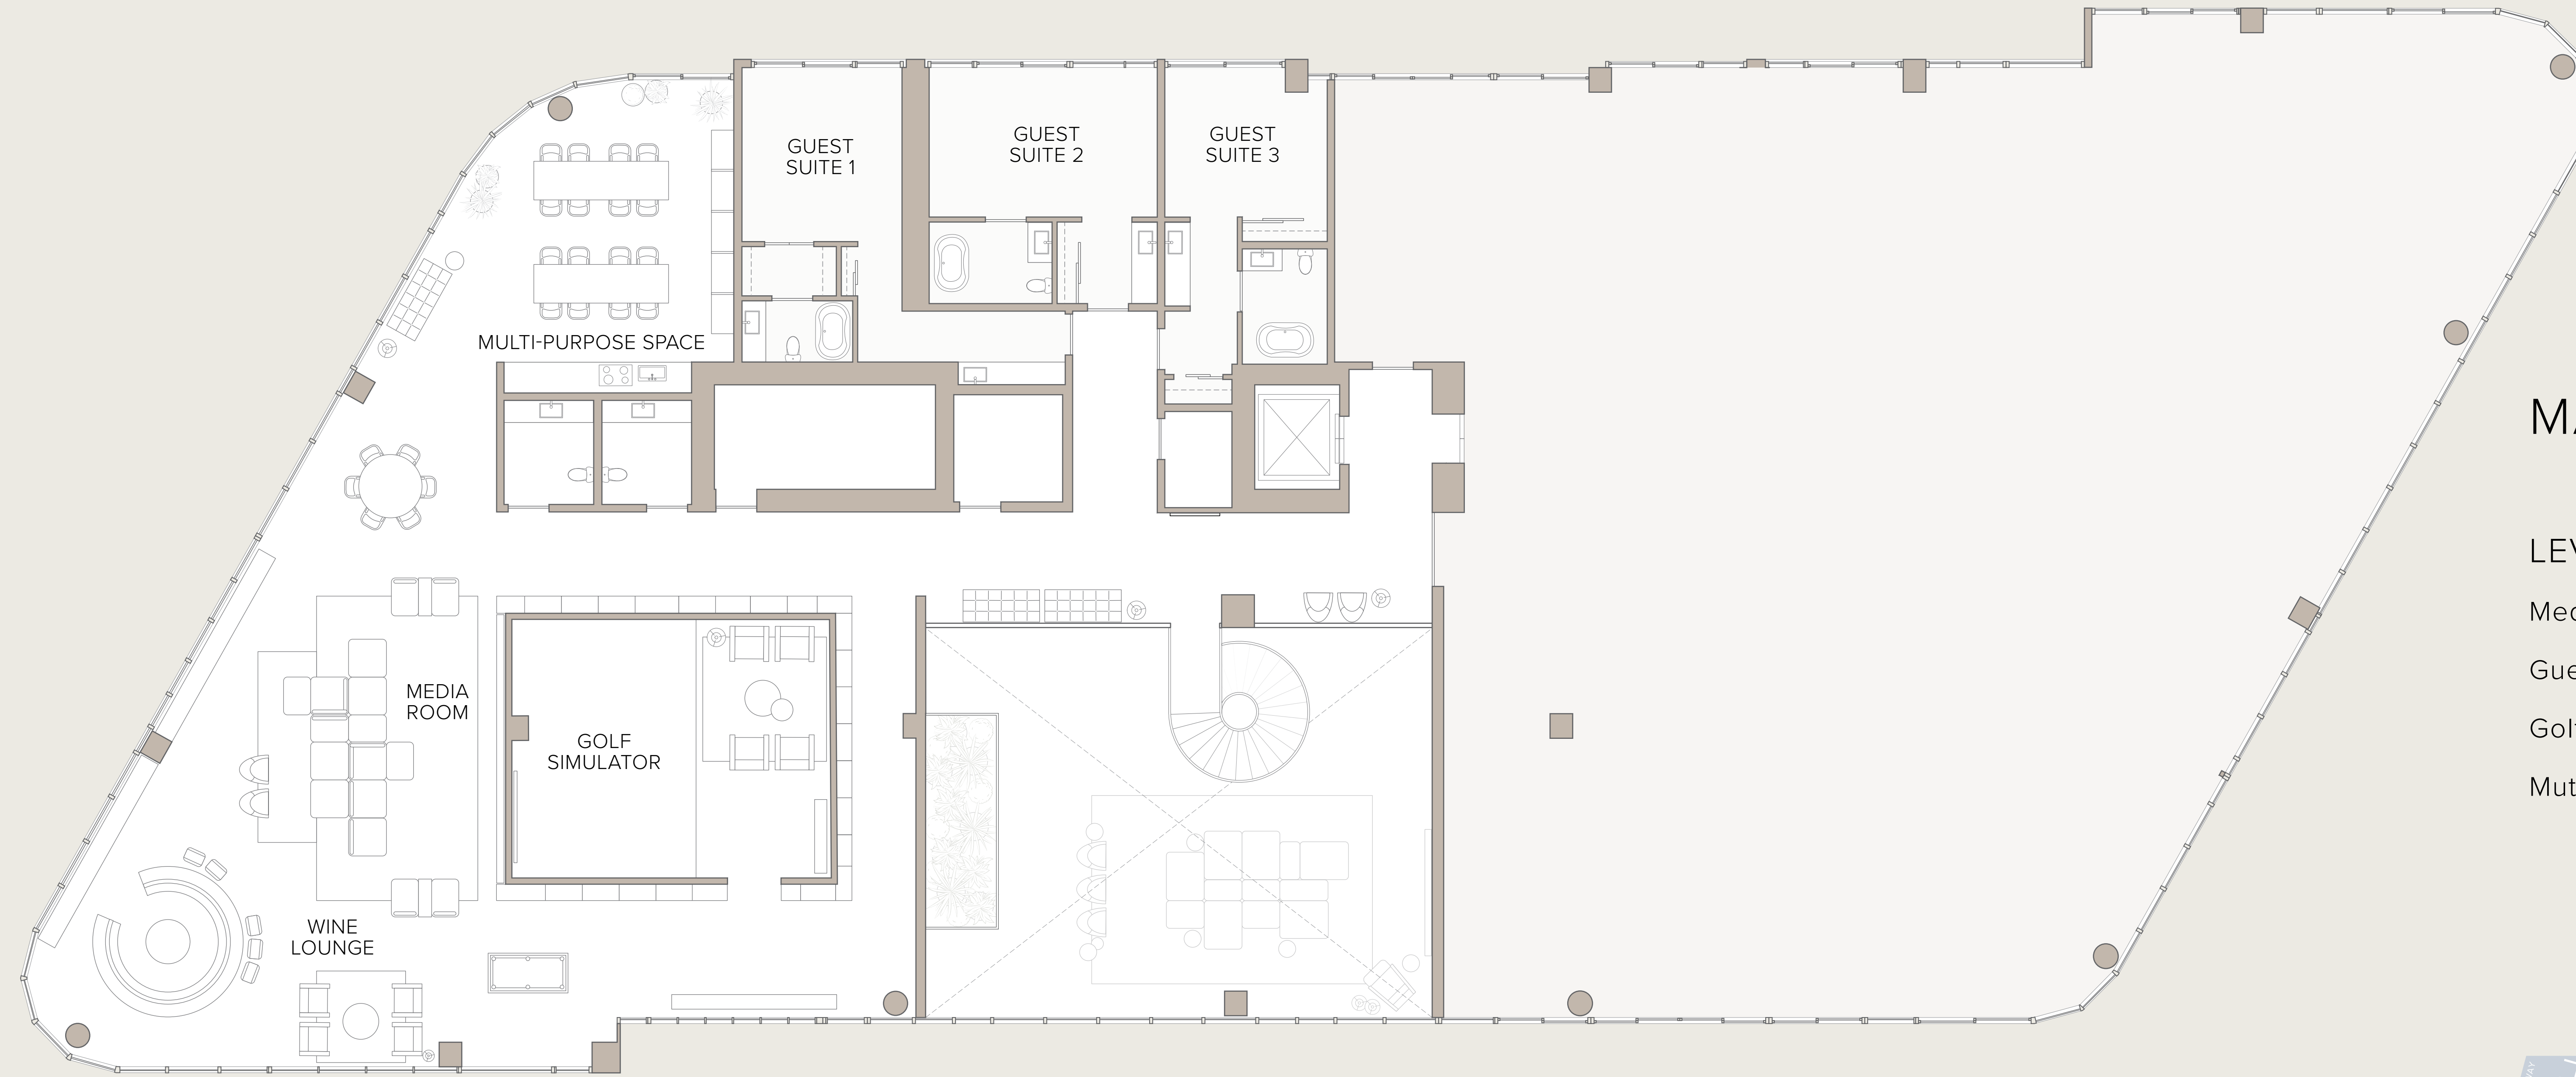 GUEST
SUITE 1
GUEST
SUITE 2
GUEST
SUITE 3
MULTI-PURPOSE SPACE
MEDIA
ROOM
GOLF
SIMULATOR
WINE
LOUNGE